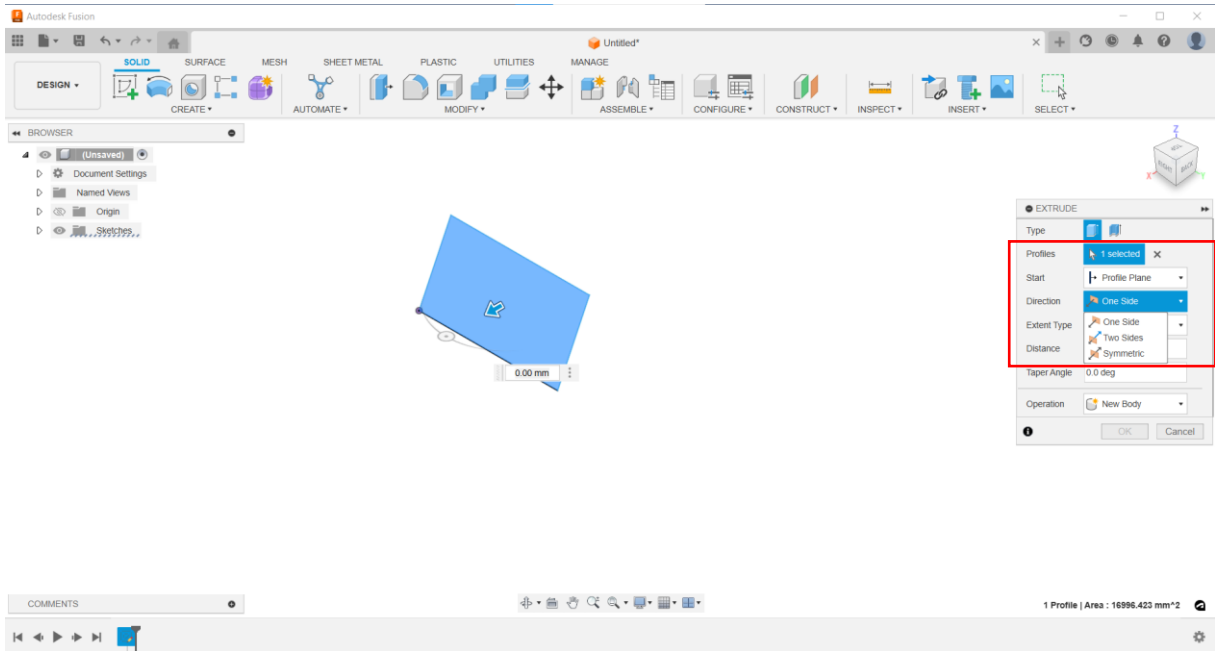 Autodesk Fusion
Untitled*
SOLID SURFACE MESH SHEET METAL PLASTIC UTILITIES MANAGE
DESIGN
CREATE AUTOMATE MODIFY ASSEMBLE CONFIGURE CONSTRUCT INSPECT INSERT SELECT
BROWSER
(Unsaved)
Document Settings
Named Views
Origin
Sketches
0.00 mm
Z
RIGHT BACK
X Y
EXTRUDE
Type
Profiles 1 selected
Start Profile Plane
Direction One Side
Extent Type One Side
Two Sides
Distance Symmetric
Taper Angle 0.0 deg
Operation New Body
OK Cancel
COMMENTS
1 Profile | Area : 16996.423 mm^2